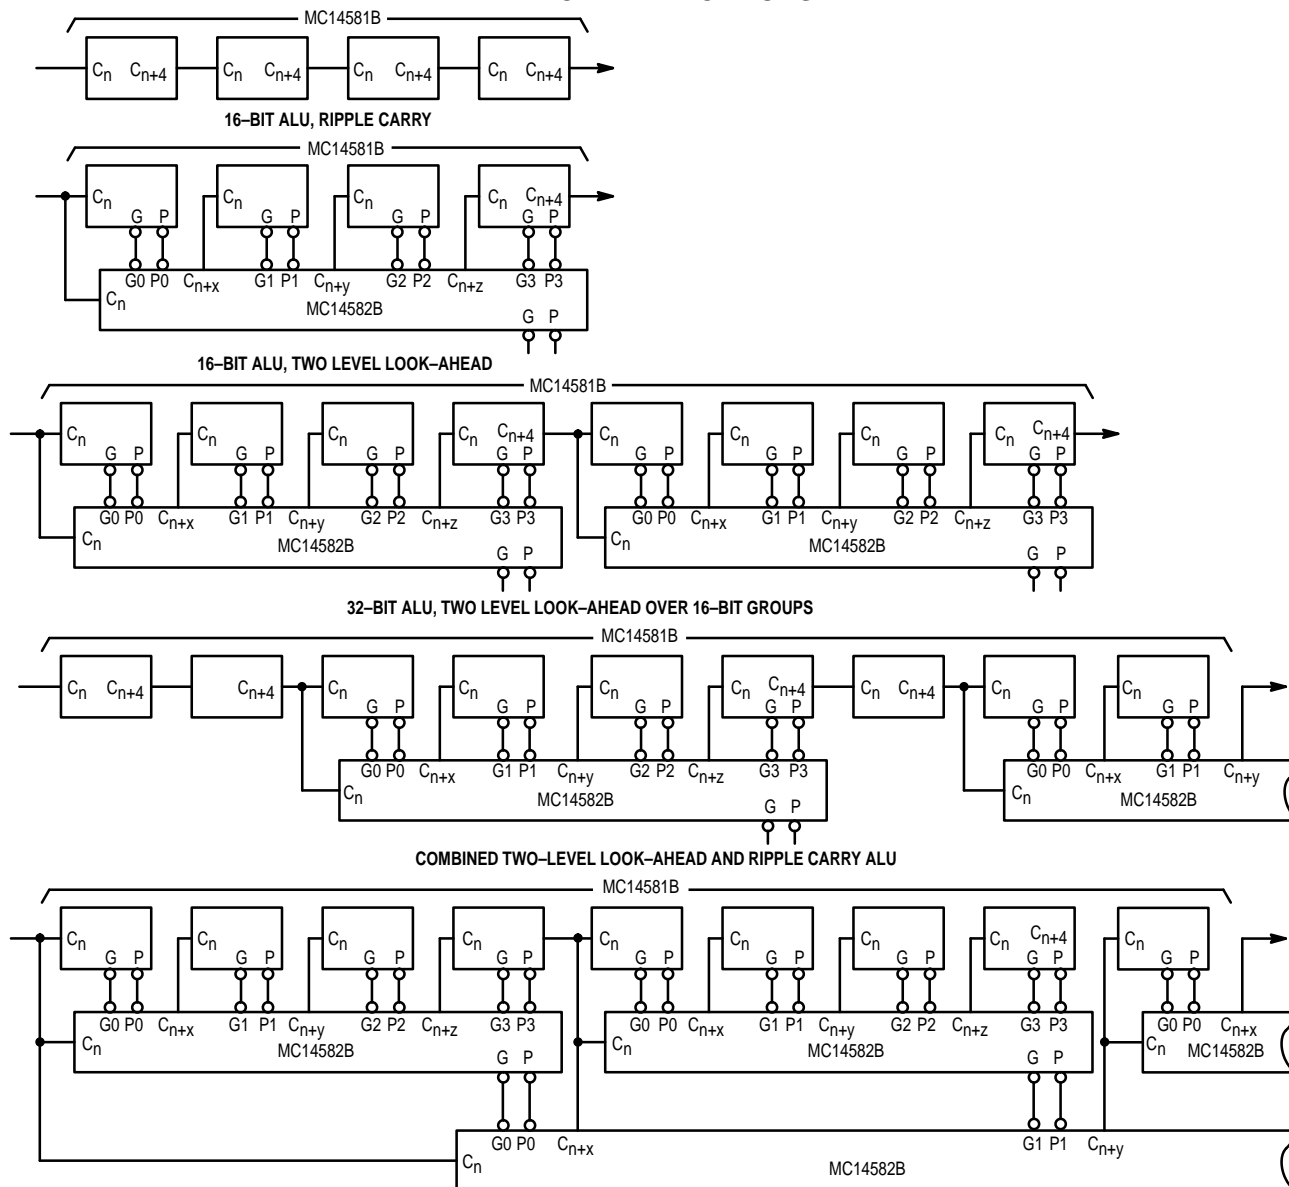 MC14581B
Cn Cn+4 Cn Cn+4 Cn Cn+4 Cn Cn+4
16–BIT ALU, RIPPLE CARRY
MC14581B
Cn Cn Cn Cn Cn+4
G P G P G P G P
G0 P0 Cn+x G1 P1 Cn+y G2 P2 Cn+z G3 P3
Cn MC14582B
G P
16–BIT ALU, TWO LEVEL LOOK–AHEAD
MC14581B
Cn Cn Cn Cn Cn+4 Cn Cn Cn Cn Cn+4
G P G P G P G P G P G P G P G P
G0 P0 Cn+x G1 P1 Cn+y G2 P2 Cn+z G3 P3 G0 P0 Cn+x G1 P1 Cn+y G2 P2 Cn+z G3 P3
Cn MC14582B Cn MC14582B
G P G P
32–BIT ALU, TWO LEVEL LOOK–AHEAD OVER 16–BIT GROUPS
MC14581B
Cn Cn+4 Cn+4 Cn Cn Cn Cn Cn+4 Cn Cn+4 Cn Cn
G P G P G P G P G P G P
G0 P0 Cn+x G1 P1 Cn+y G2 P2 Cn+z G3 P3 G0 P0 Cn+x G1 P1 Cn+y
Cn MC14582B Cn MC14582B
G P
COMBINED TWO–LEVEL LOOK–AHEAD AND RIPPLE CARRY ALU
MC14581B
Cn Cn Cn Cn Cn Cn Cn Cn Cn+4 Cn
G P G P G P G P G P G P G P G P G P
G0 P0 Cn+x G1 P1 Cn+y G2 P2 Cn+z G3 P3 G0 P0 Cn+x G1 P1 Cn+y G2 P2 Cn+z G3 P3 G0 P0 Cn+x
Cn MC14582B Cn MC14582B Cn MC14582B
G P G P
G0 P0 Cn+x G1 P1 Cn+y
Cn MC14582B